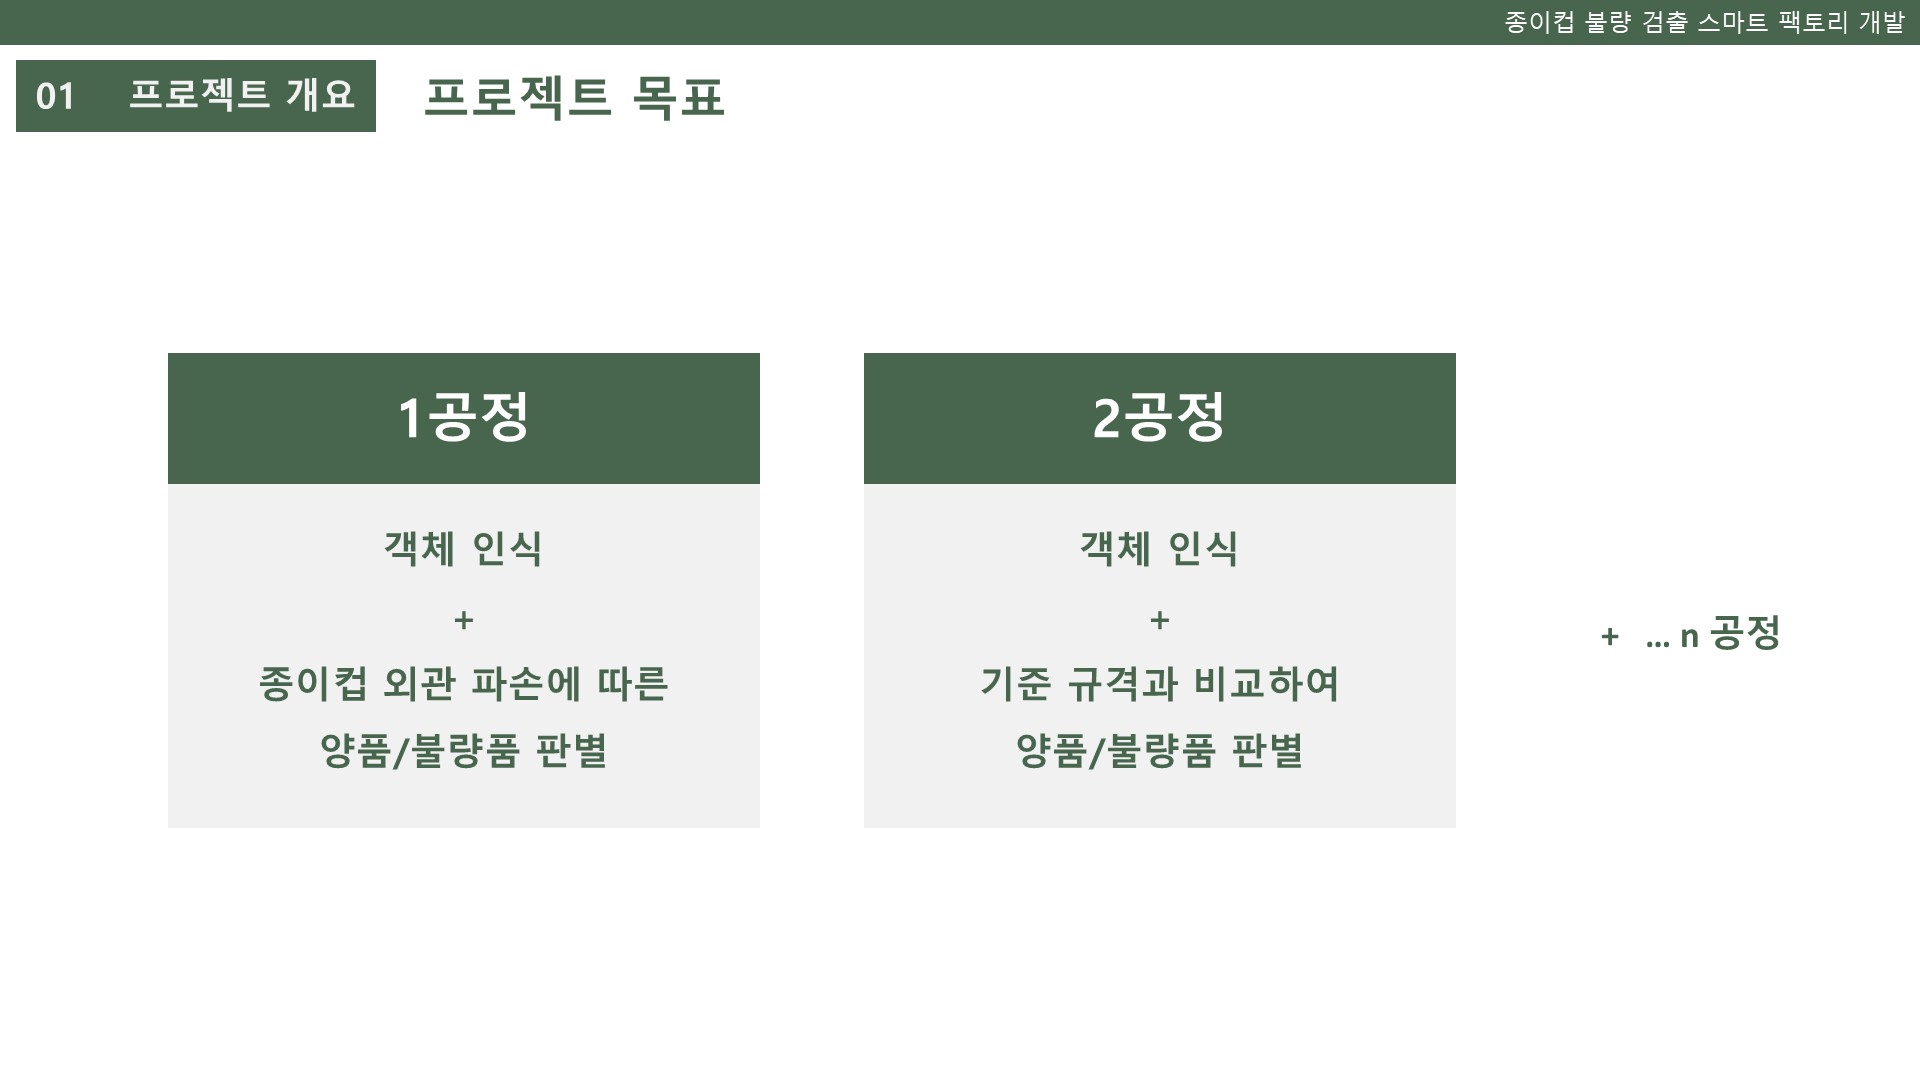 종이컵 불량 검출 스마트 팩토리 개발
01 프로젝트 개요
프로젝트 목표
1공정
객체 인식
+
종이컵 외관 파손에 따른
양품/불량품 판별
2공정
객체 인식
+
기준 규격과 비교하여
양품/불량품 판별
+ ... n 공정